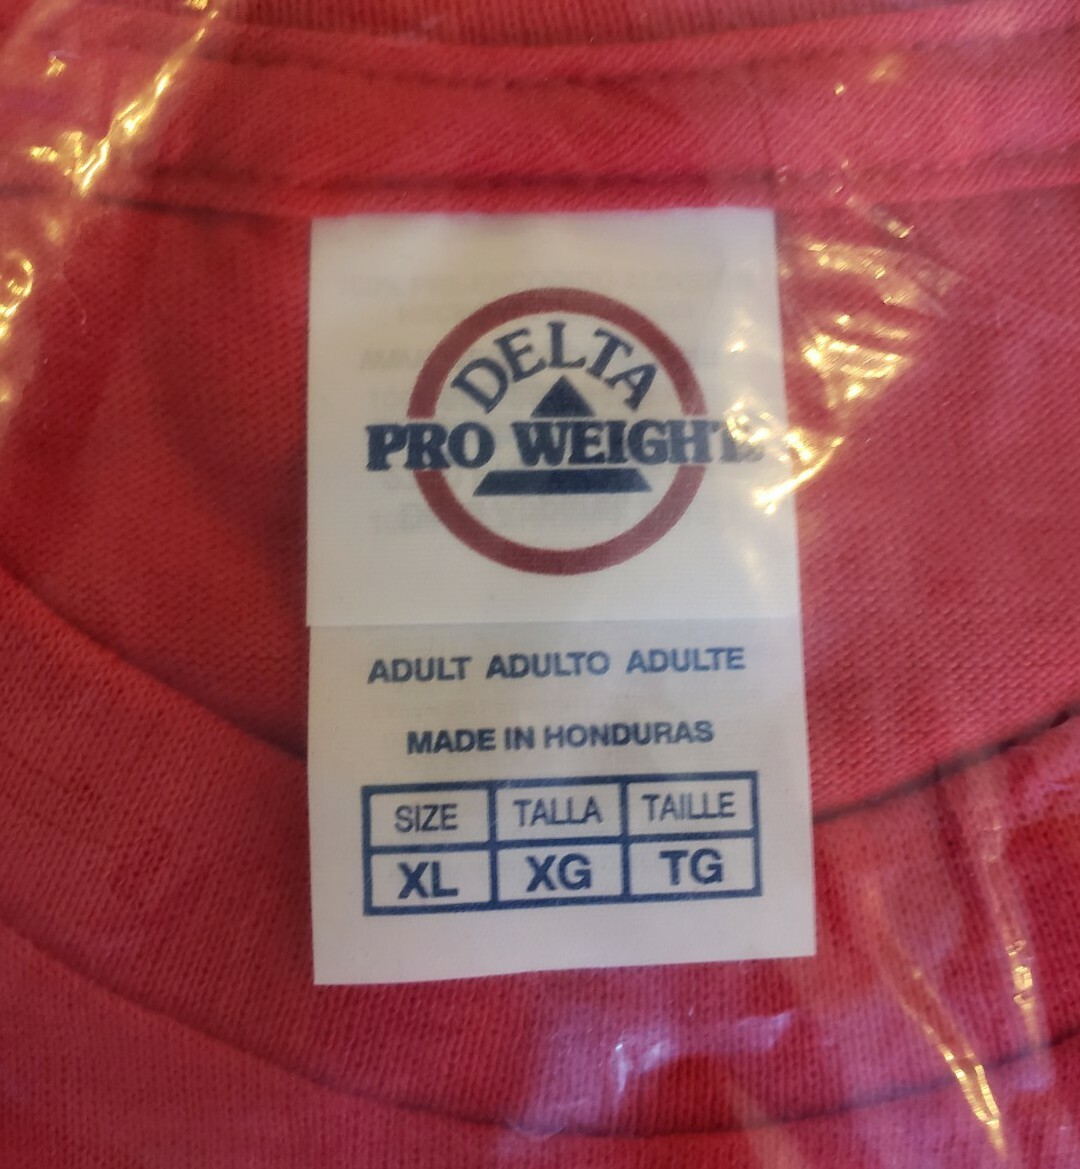 DELTA
PRO WEIGHT
ADULT ADULTO ADULTE
MADE IN HONDURAS
SIZE TALLA TAILLE
XL XG TG